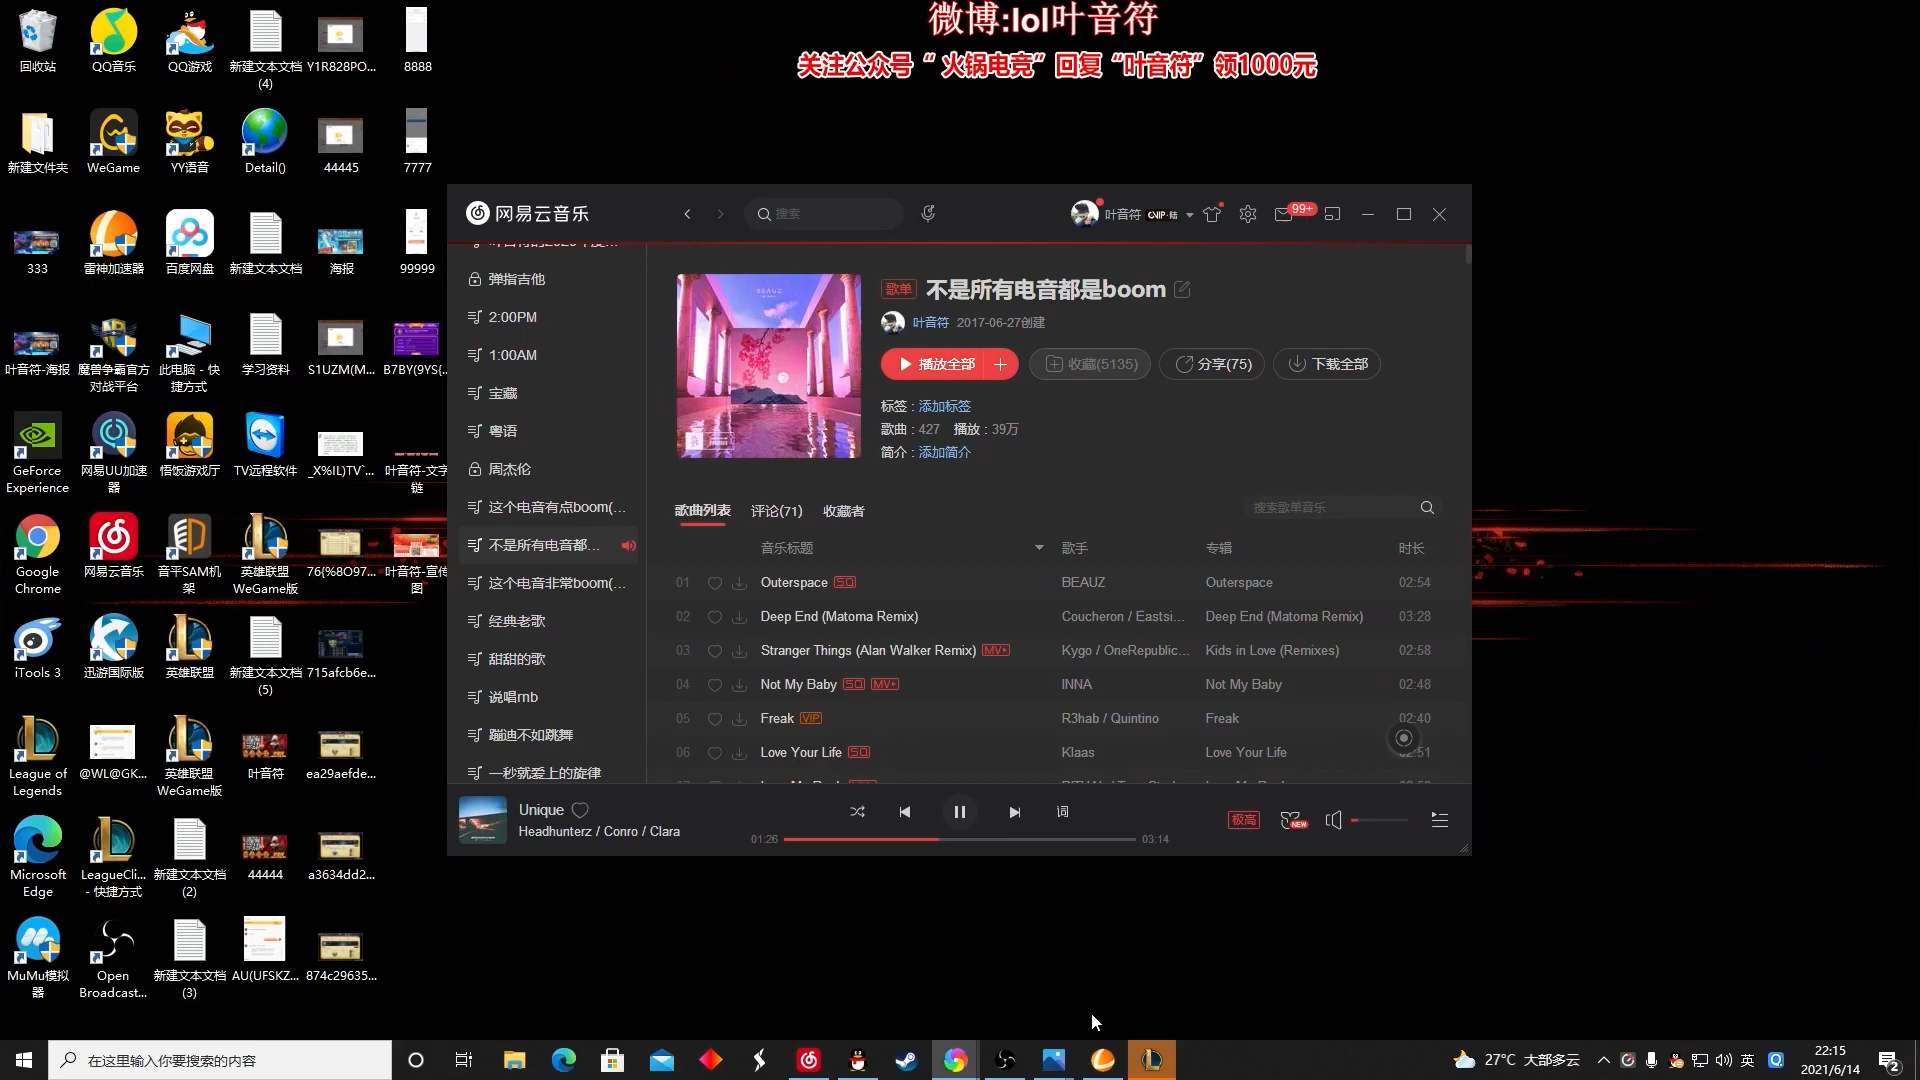 微博:lol叶音符
关注公众号“ 火锅电竞”回复“叶音符”领1000元
回收站
QQ音乐
QQ游戏
新建文本文档
(4)
Y1R828PO...
8888
新建文件夹
WeGame
YY语音
Detail()
44445
7777
333
雷神加速器
百度网盘
新建文本文档
海报
99999
叶音符-海报
魔兽争霸官方
对战平台
此电脑 - 快
捷方式
学习资料
S1UZM(M...
B7BY(9YS{...
GeForce
Experience
网易UU加速
器
悟饭游戏厅
TV远程软件
_X%IL)TV`...
叶音符-文字
链
Google
Chrome
网易云音乐
音平SAM机
架
英雄联盟
WeGame版
76{%8O97...
叶音符-宣传
图
iTools 3
迅游国际版
英雄联盟
新建文本文档
(5)
715afcb6e...
League of
Legends
@WL@GK...
英雄联盟
WeGame版
叶音符
ea29aefde...
Microsoft
Edge
LeagueCli...
- 快捷方式
新建文本文档
(2)
44444
a3634dd2...
MuMu模拟
器
Open
Broadcast...
新建文本文档
(3)
AU(UFSKZ...
874c29635...
网易云音乐
搜索
叶音符
99+
弹指吉他
2:00PM
1:00AM
宝藏
粤语
周杰伦
这个电音有点boom(...
不是所有电音都...
这个电音非常boom(...
经典老歌
甜甜的歌
说唱rnb
蹦迪不如跳舞
一秒就爱上的旋律
BEAUZ
歌单 不是所有电音都是boom
叶音符 2017-06-27创建
播放全部
收藏(5135)
分享(75)
下载全部
标签 : 添加标签
歌曲 : 427 播放 : 39万
简介 : 添加简介
歌曲列表 评论(71) 收藏者
搜索歌单音乐
音乐标题 歌手 专辑 时长
01 Outerspace SQ BEAUZ Outerspace 02:54
02 Deep End (Matoma Remix) Coucheron / Eastsi... Deep End (Matoma Remix) 03:28
03 Stranger Things (Alan Walker Remix) MV Kygo / OneRepublic... Kids in Love (Remixes) 02:58
04 Not My Baby SQ MV INNA Not My Baby 02:48
05 Freak VIP R3hab / Quintino Freak 02:40
06 Love Your Life SQ Klaas Love Your Life 02:51
Unique
Headhunterz / Conro / Clara
词
01:26
03:14
极高
NEW
在这里输入你要搜索的内容
27°C 大部多云
英
22:15
2021/6/14
2